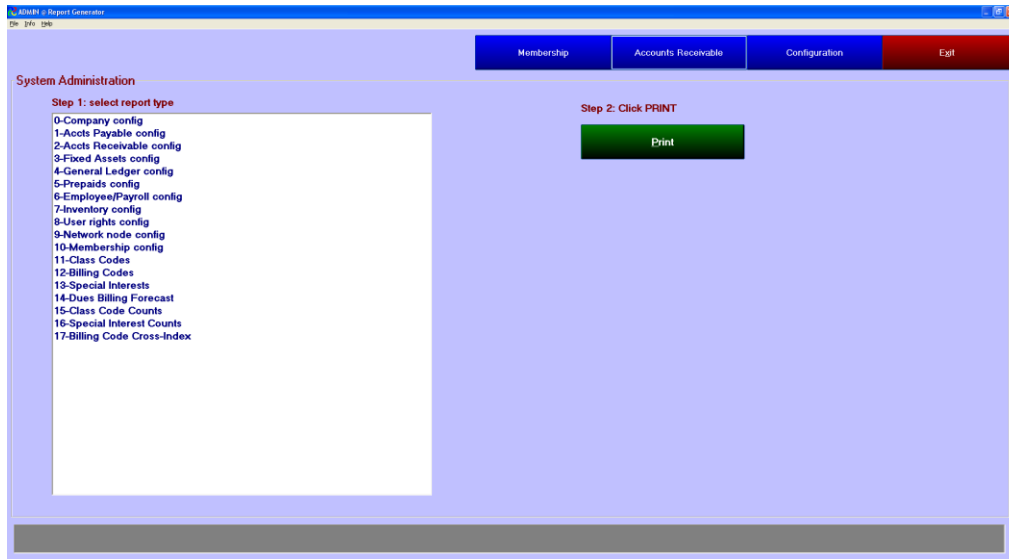 ADMIN @ Report Generator
File Info Help
Membership Accounts Receivable Configuration Exit
System Administration
Step 1: select report type
0-Company config
1-Accts Payable config
2-Accts Receivable config
3-Fixed Assets config
4-General Ledger config
5-Prepaids config
6-Employee/Payroll config
7-Inventory config
8-User rights config
9-Network node config
10-Membership config
11-Class Codes
12-Billing Codes
13-Special Interests
14-Dues Billing Forecast
15-Class Code Counts
16-Special Interest Counts
17-Billing Code Cross-Index
Step 2: Click PRINT
Print